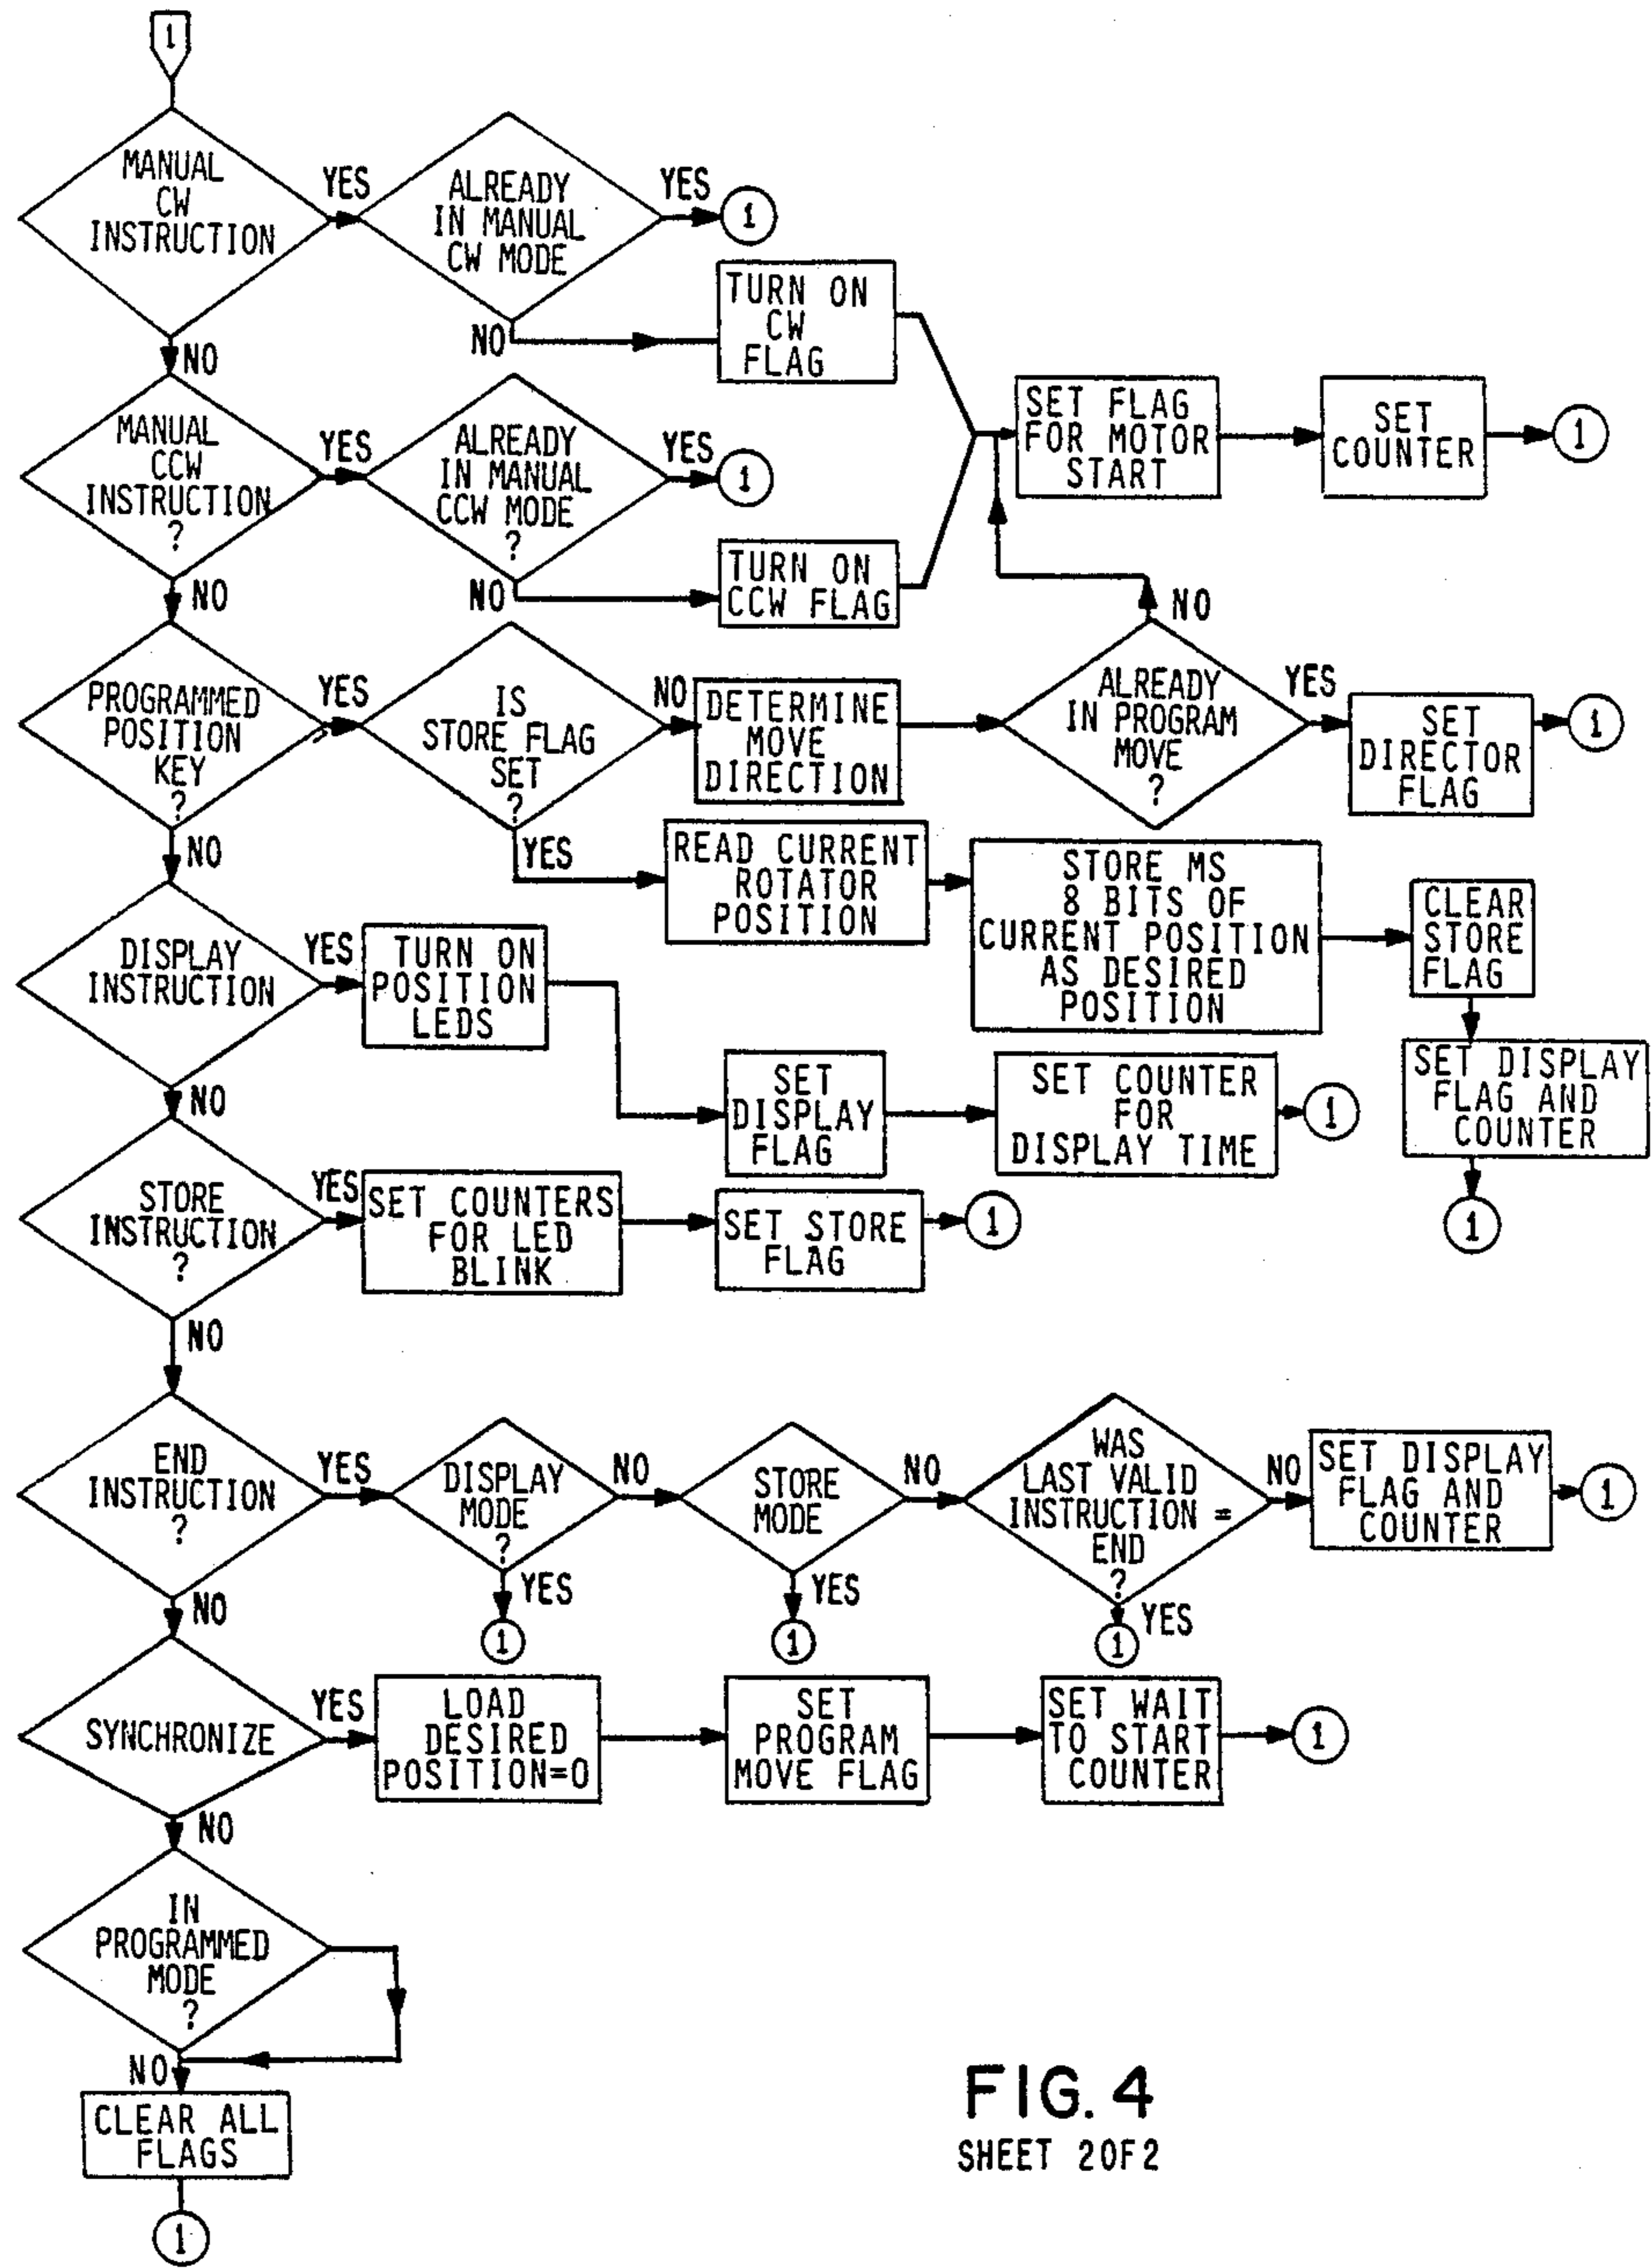 1
MANUAL
CW
INSTRUCTION
YES
ALREADY
IN MANUAL
CW MODE
YES
1
NO
TURN ON
CW
FLAG
NO
MANUAL
CCW
INSTRUCTION
?
YES
ALREADY
IN MANUAL
CCW MODE
?
YES
1
NO
TURN ON
CCW FLAG
SET FLAG
FOR MOTOR
START
SET
COUNTER
1
NO
PROGRAMMED
POSITION
KEY
?
YES
IS
STORE FLAG
SET
?
NO
DETERMINE
MOVE
DIRECTION
ALREADY
IN PROGRAM
MOVE
?
NO
YES
SET
DIRECTOR
FLAG
1
YES
READ CURRENT
ROTATOR
POSITION
STORE MS
8 BITS OF
CURRENT POSITION
AS DESIRED
POSITION
CLEAR
STORE
FLAG
SET DISPLAY
FLAG AND
COUNTER
1
NO
DISPLAY
INSTRUCTION
YES
TURN ON
POSITION
LEDS
SET
DISPLAY
FLAG
SET COUNTER
FOR
DISPLAY TIME
1
NO
STORE
INSTRUCTION
?
YES
SET COUNTERS
FOR LED
BLINK
SET STORE
FLAG
1
NO
END
INSTRUCTION
?
YES
DISPLAY
MODE
?
NO
STORE
MODE
NO
WAS
LAST VALID
INSTRUCTION =
END
?
NO
SET DISPLAY
FLAG AND
COUNTER
1
YES
1
YES
1
YES
1
NO
SYNCHRONIZE
YES
LOAD
DESIRED
POSITION=0
SET
PROGRAM
MOVE FLAG
SET WAIT
TO START
COUNTER
1
NO
IN
PROGRAMMED
MODE
?
NO
CLEAR ALL
FLAGS
1
FIG. 4
SHEET 2OF2